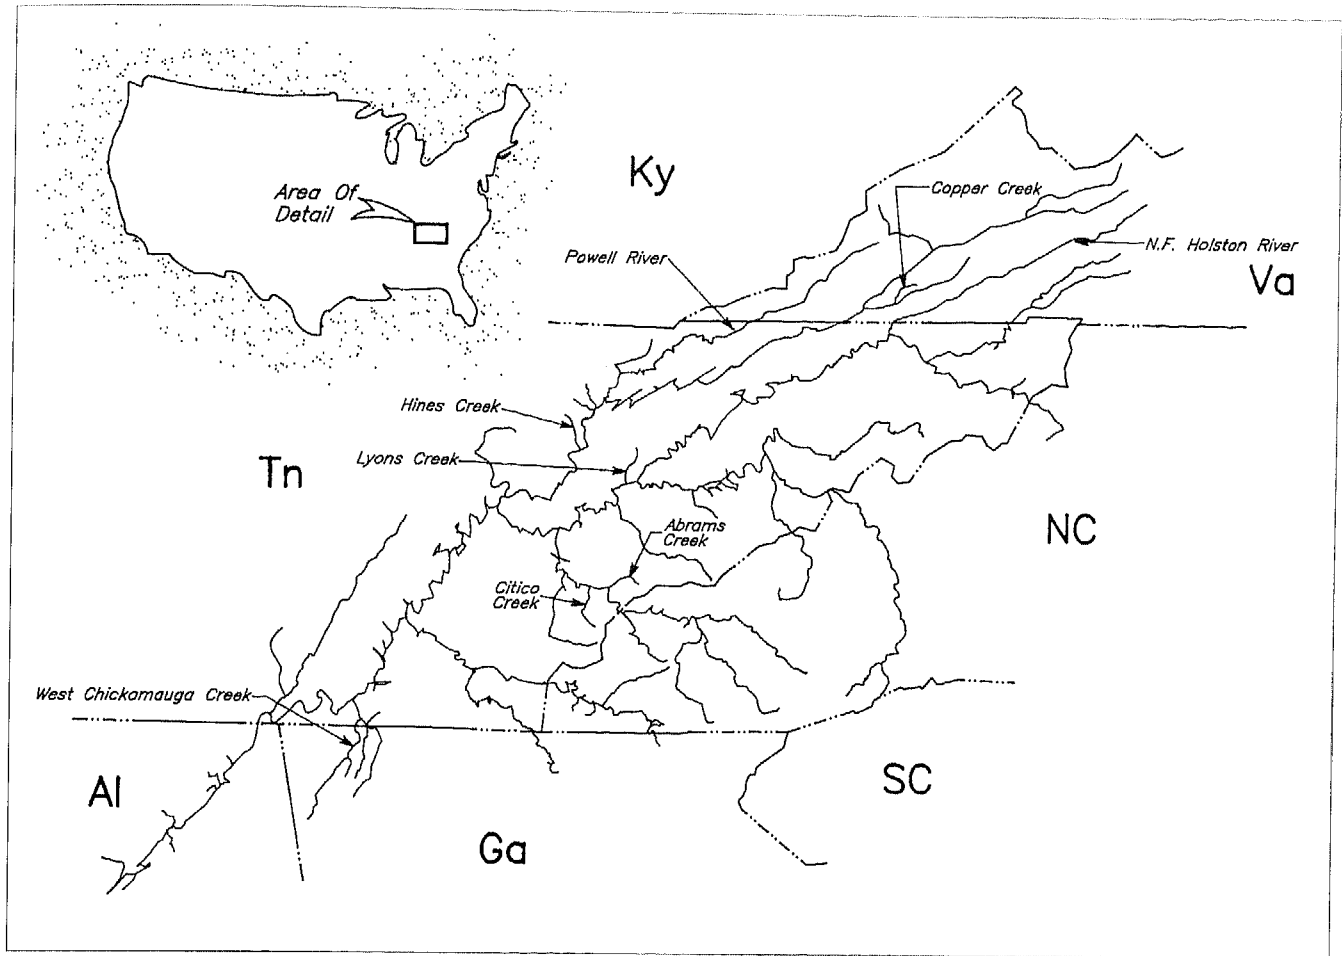 Ky
Copper Creek
Area Of
Detail
Powell River
N.F. Holston River
Va
Hines Creek
Lyons Creek
Tn
NC
Abrams
Creek
Citico
Creek
West Chickamauga Creek
Al
SC
Ga